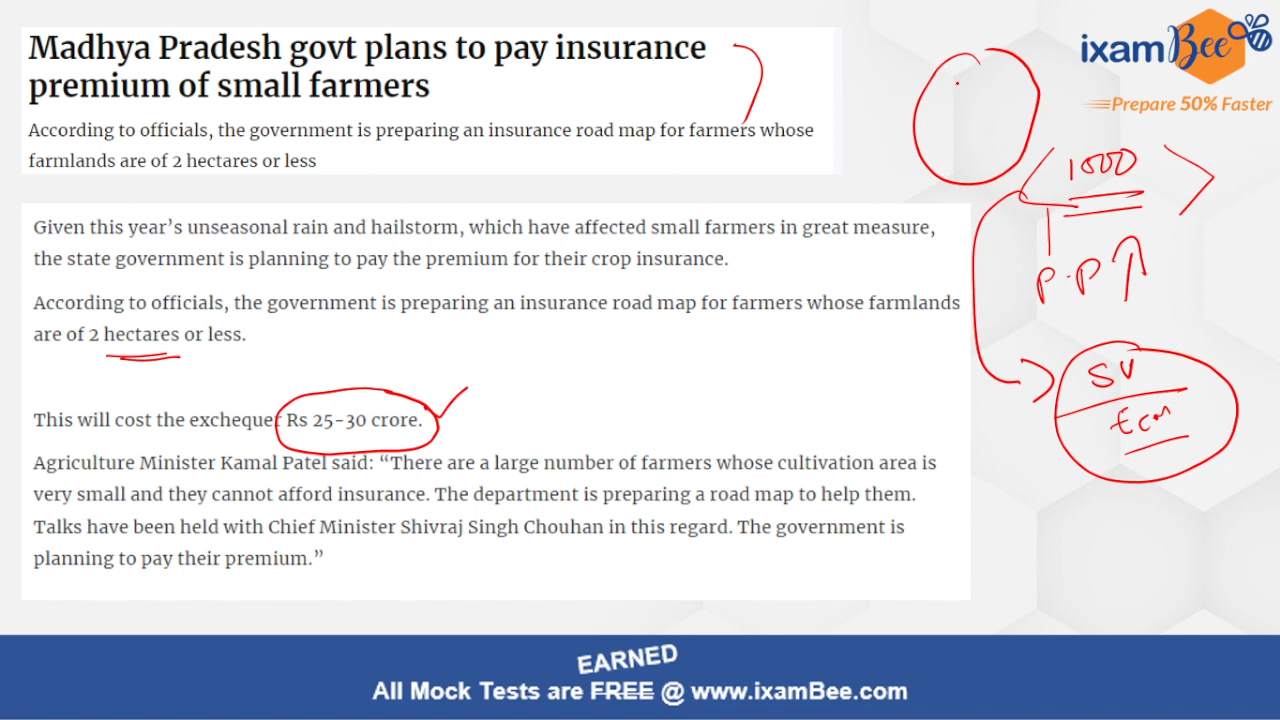 Madhya Pradesh govt plans to pay insurance
premium of small farmers
According to officials, the government is preparing an insurance road map for farmers whose
farmlands are of 2 hectares or less
ixamBee
Prepare 50% Faster
1000
P.P
SV
Ecm
Given this year’s unseasonal rain and hailstorm, which have affected small farmers in great measure,
the state government is planning to pay the premium for their crop insurance.
According to officials, the government is preparing an insurance road map for farmers whose farmlands
are of 2 hectares or less.
This will cost the exchequer Rs 25-30 crore.
Agriculture Minister Kamal Patel said: “There are a large number of farmers whose cultivation area is
very small and they cannot afford insurance. The department is preparing a road map to help them.
Talks have been held with Chief Minister Shivraj Singh Chouhan in this regard. The government is
planning to pay their premium.”
EARNED
All Mock Tests are FREE @ www.ixamBee.com